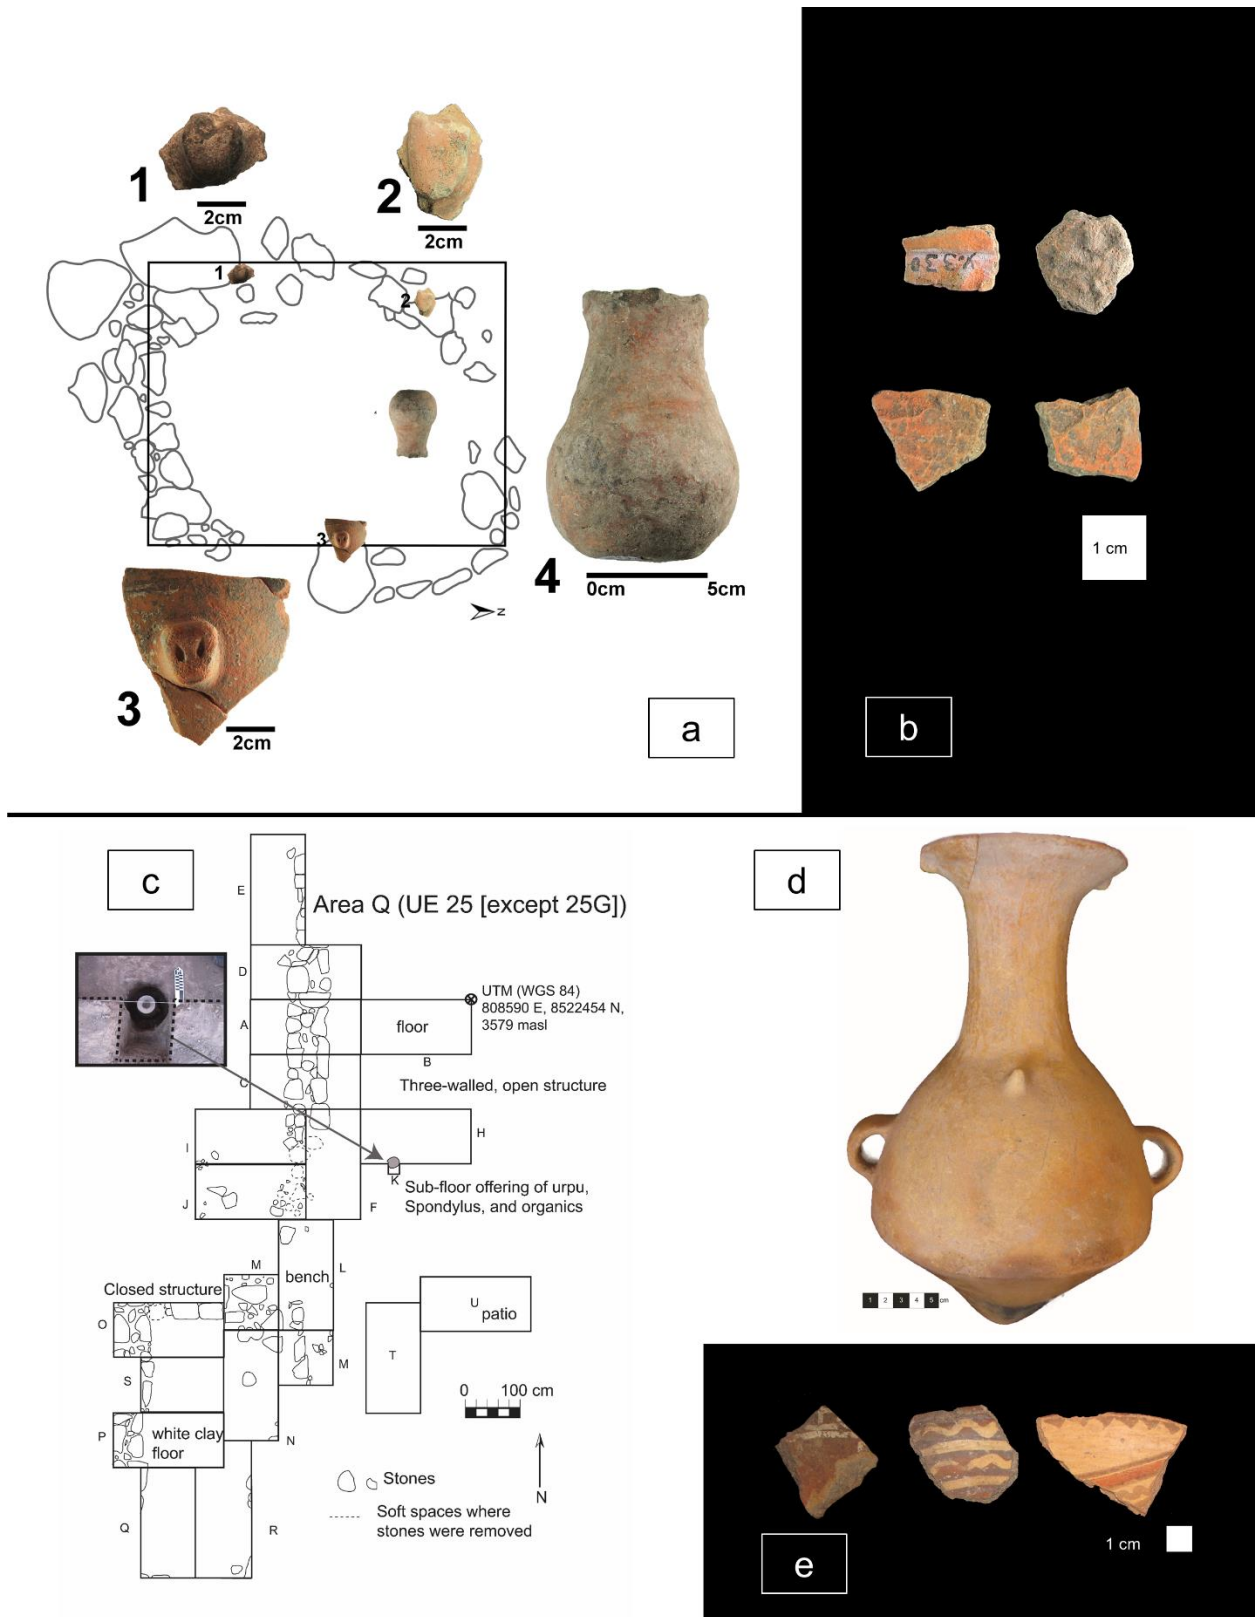 1
2cm
2
2cm
1
2
3
N
4
0cm 5cm
3
2cm
a
X.330
1 cm
b
c
Area Q (UE 25 [except 25G])
E
D
UTM (WGS 84)
808590 E, 8522454 N,
3579 masl
A
floor
B
C
Three-walled, open structure
I
H
K
Sub-floor offering of urpu,
Spondylus, and organics
J
F
M
L
bench
Closed structure
U
patio
O
T
M
S
0 100 cm
P
white clay
floor
N
Stones
N
Soft spaces where
stones were removed
Q
R
d
1 2 3 4 5 cm
1 cm
e